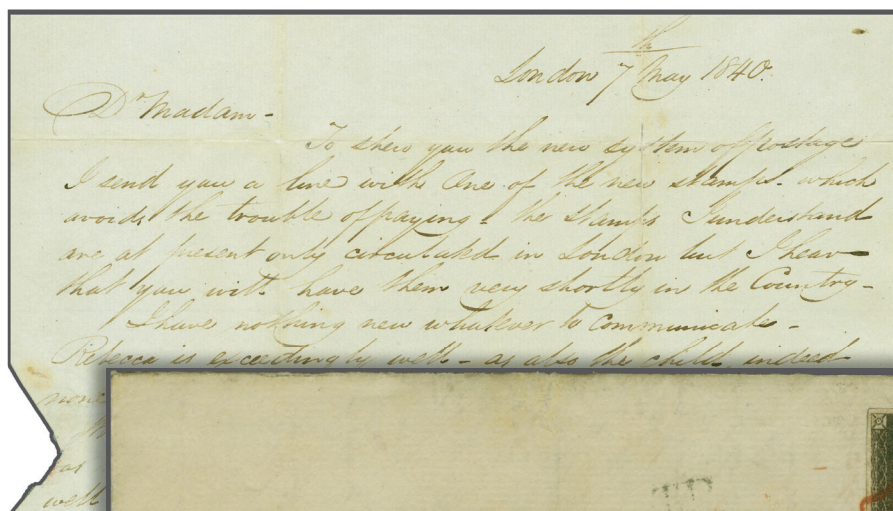 London 7th May 1840.
Dr Madam -
To shew you the new system of postage
I send you a line with One of the new stamps - which
avoids the trouble of paying - the stamps I understand
are at present only circulated in London but I hear
that you will have them very shortly in the Country -
I have nothing new whatever to communicate -
Rebecca is exceedingly well - as also the child, indeed
none
well